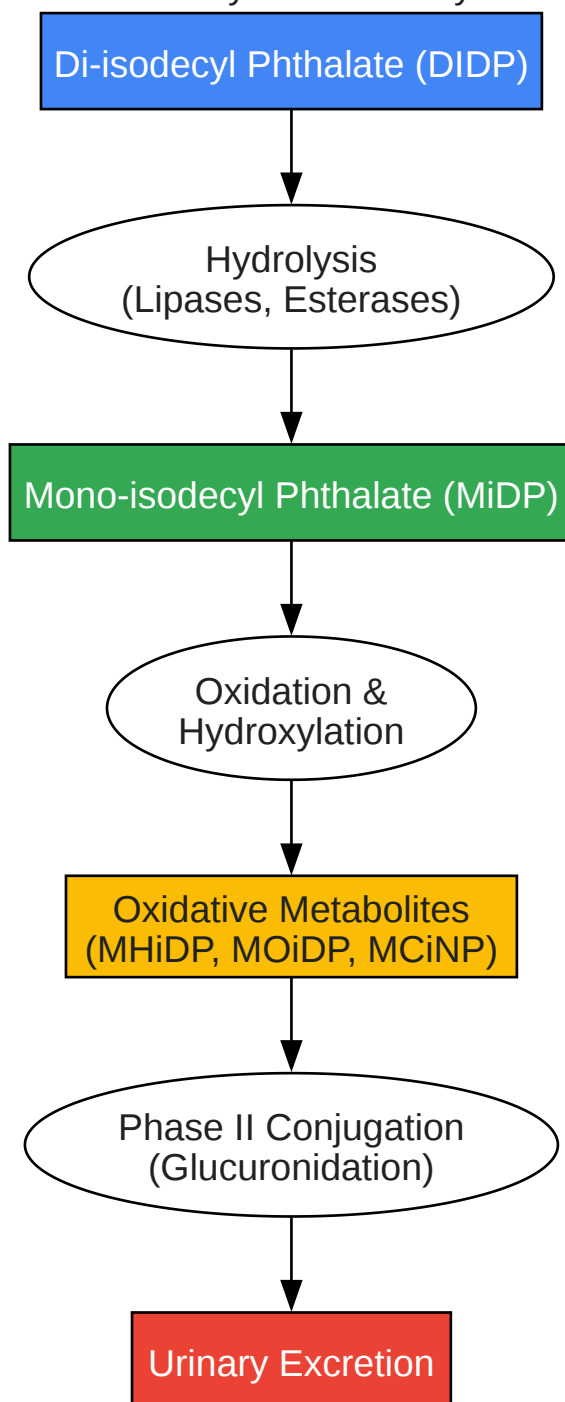 Di-isodecyl Phthalate (DIDP)
Hydrolysis
(Lipases, Esterases)
Mono-isodecyl Phthalate (MiDP)
Oxidation &
Hydroxylation
Oxidative Metabolites
(MHiDP, MOiDP, MCiNP)
Phase II Conjugation
(Glucuronidation)
Urinary Excretion